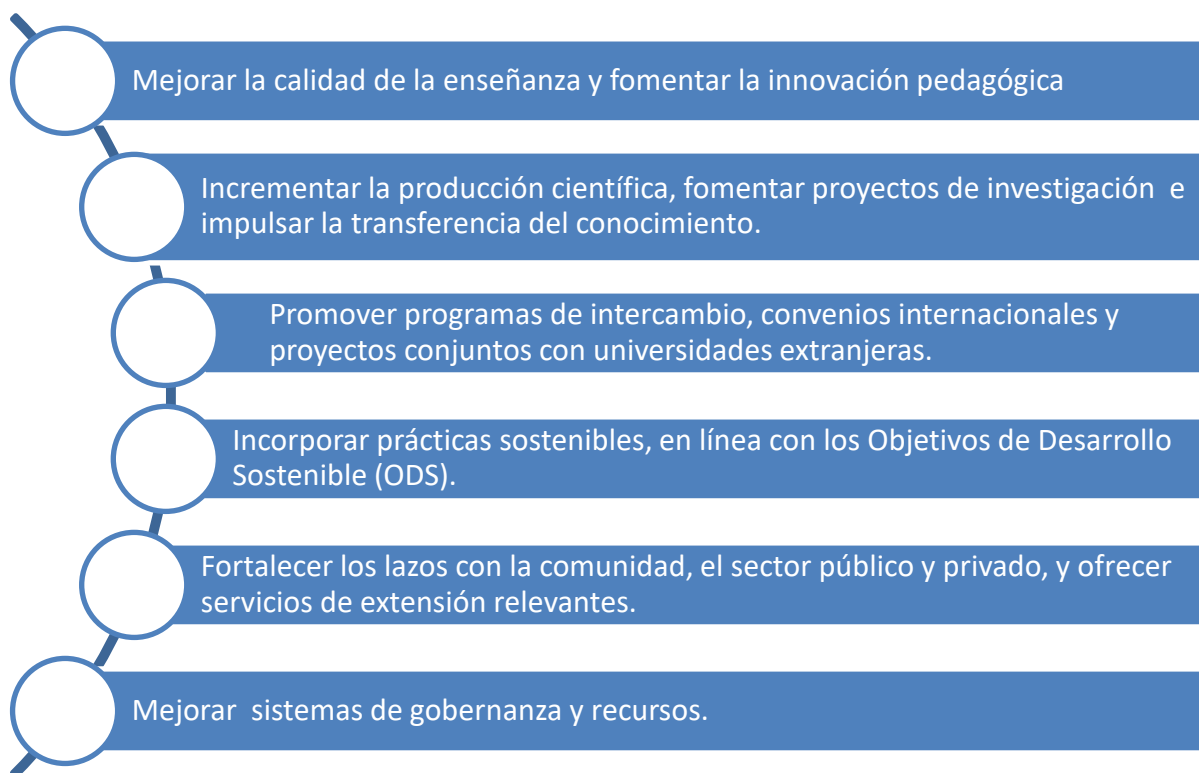 Mejorar la calidad de la enseñanza y fomentar la innovación pedagógica
Incrementar la producción científica, fomentar proyectos de investigación  e
impulsar la transferencia del conocimiento.
Promover programas de intercambio, convenios internacionales y
proyectos conjuntos con universidades extranjeras.
Incorporar prácticas sostenibles, en línea con los Objetivos de Desarrollo
Sostenible (ODS).
Fortalecer los lazos con la comunidad, el sector público y privado, y ofrecer
servicios de extensión relevantes.
Mejorar  sistemas de gobernanza y recursos.